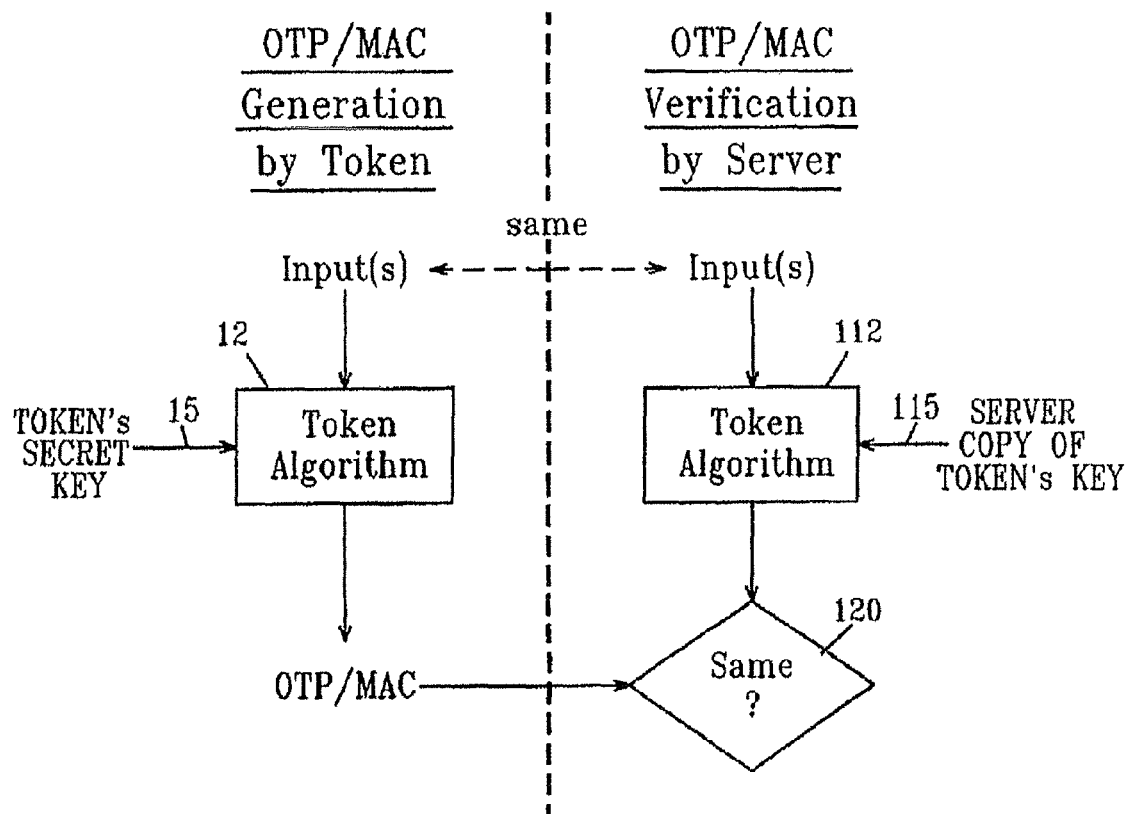 OTP/MAC
Generation
by Token
OTP/MAC
Verification
by Server
same
Input(s)
Input(s)
12
112
TOKEN's
SECRET
KEY
15
Token
Algorithm
Token
Algorithm
115
SERVER
COPY OF
TOKEN's KEY
OTP/MAC
Same
?
120